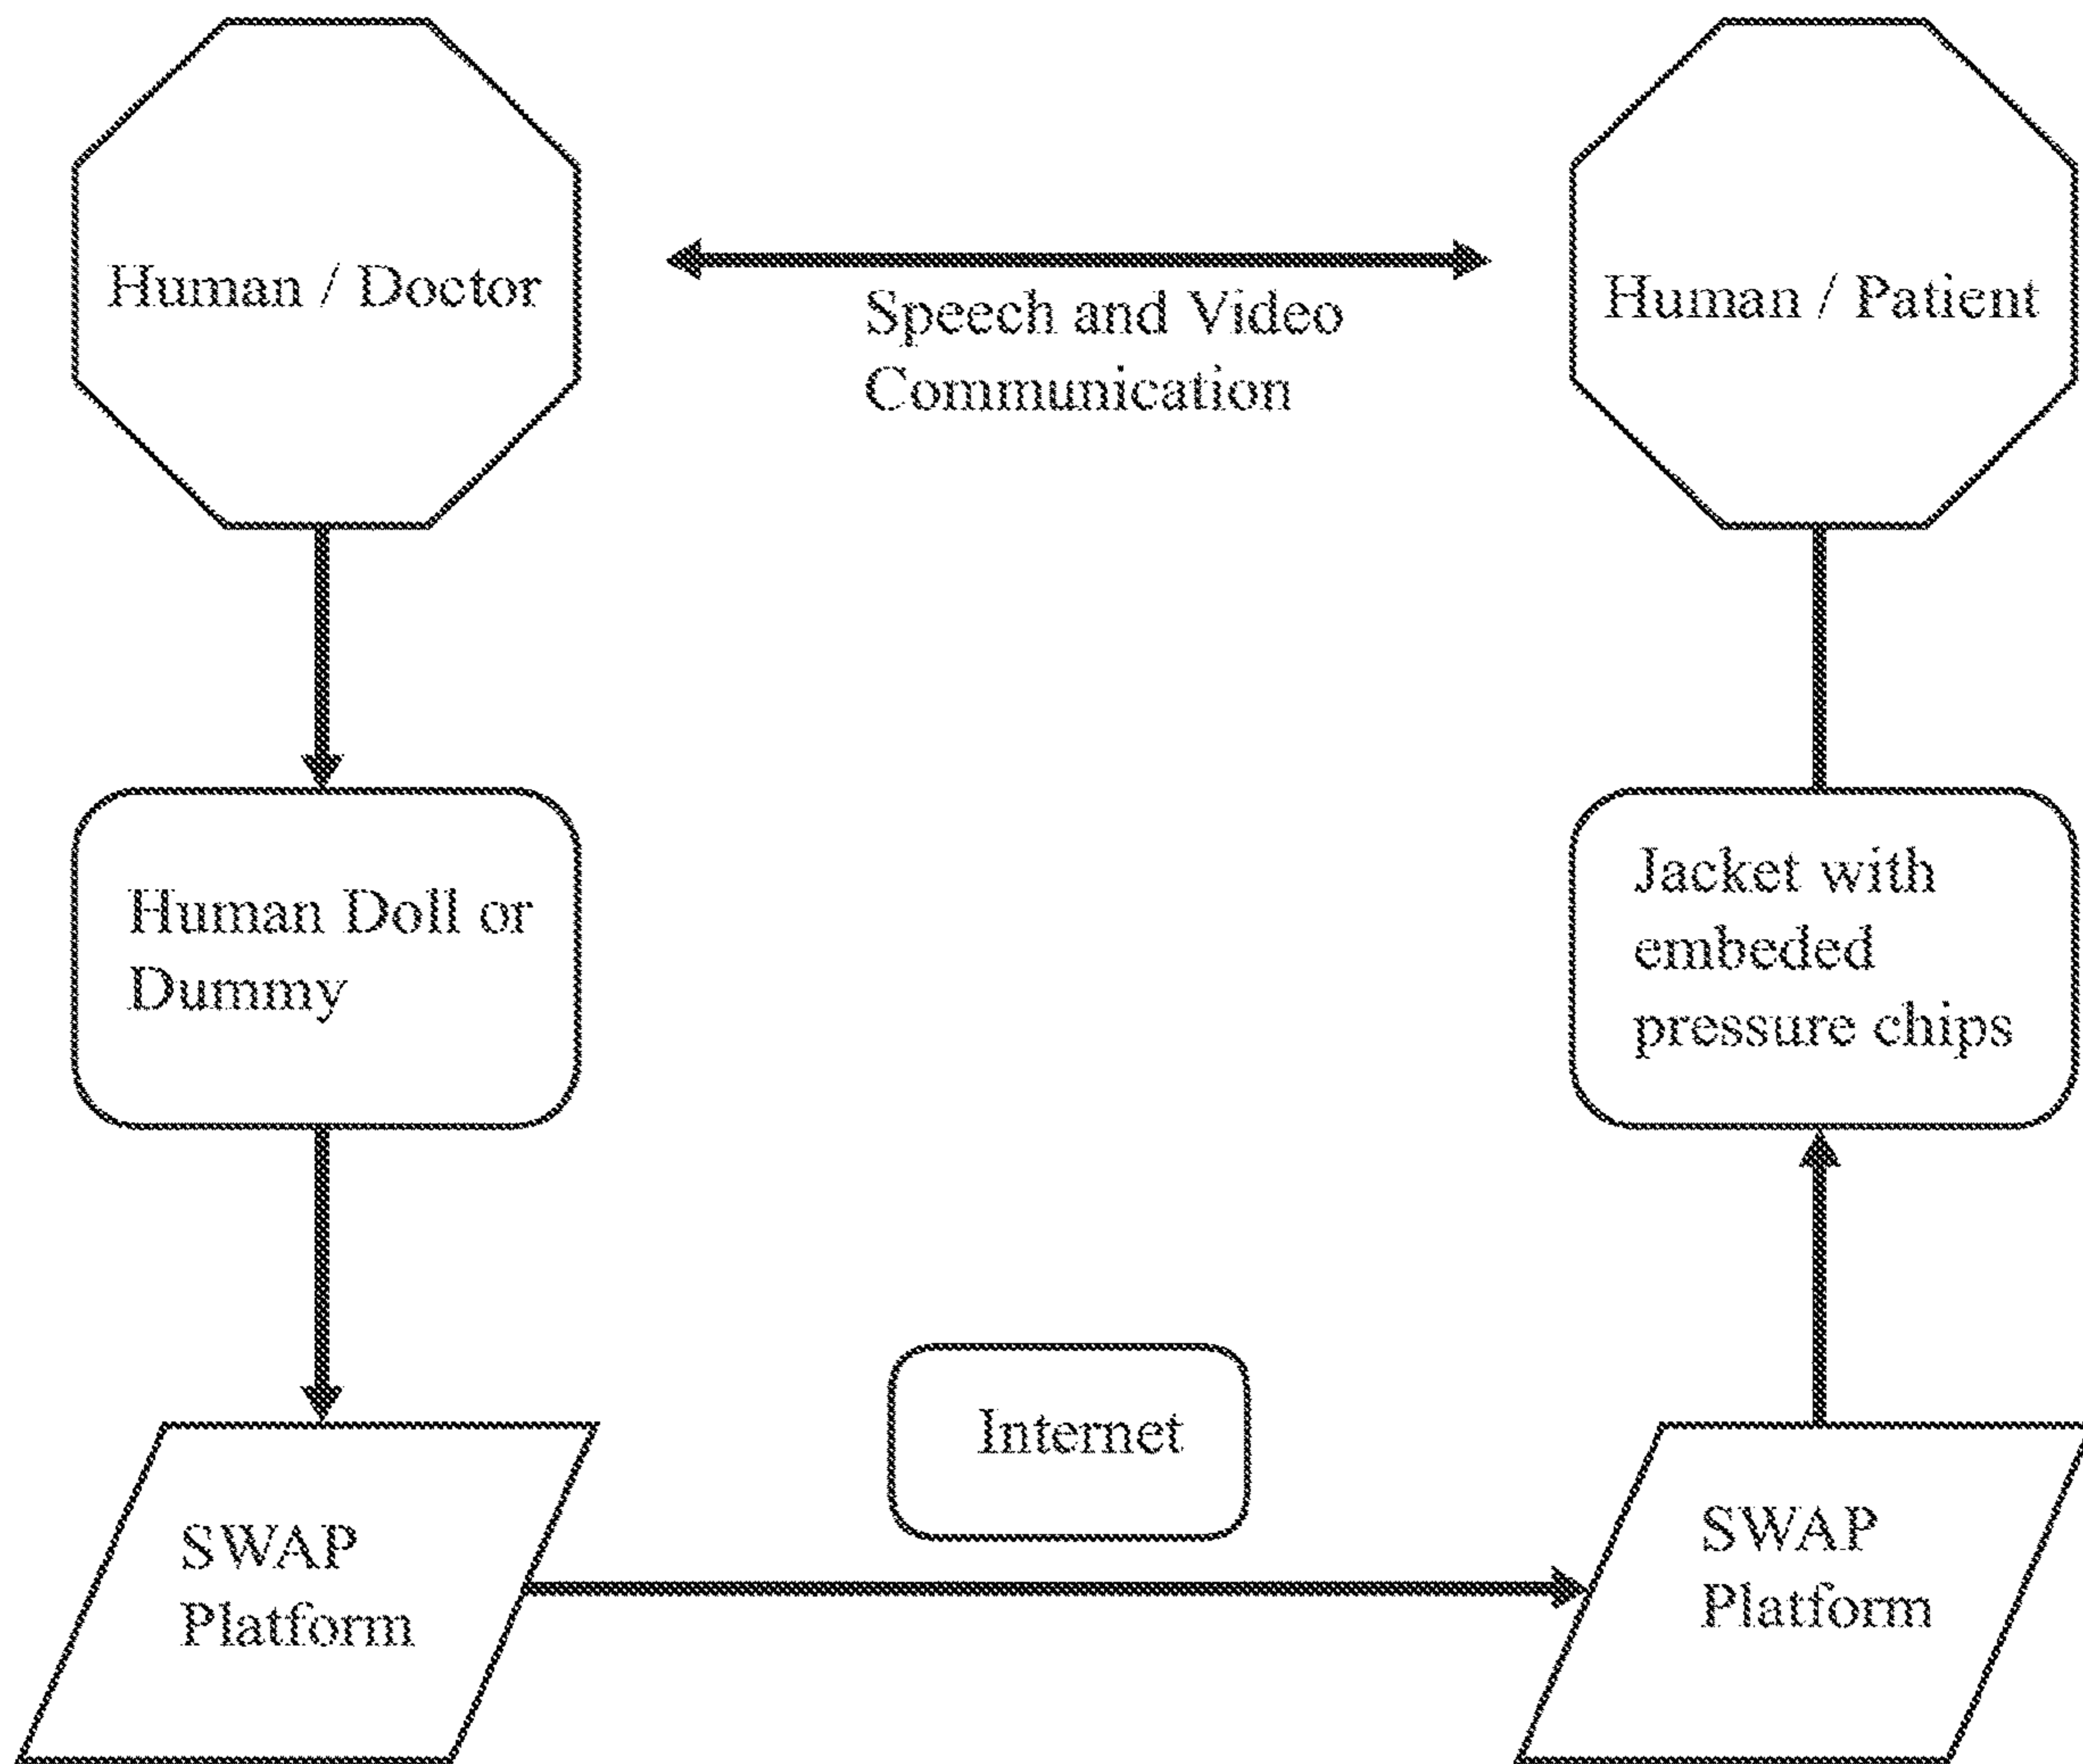 Human / Doctor
Speech and Video
Communication
Human / Patient
Human Doll or
Dummy
Jacket with
embeded
pressure chips
Internet
SWAP
Platform
SWAP
Platform